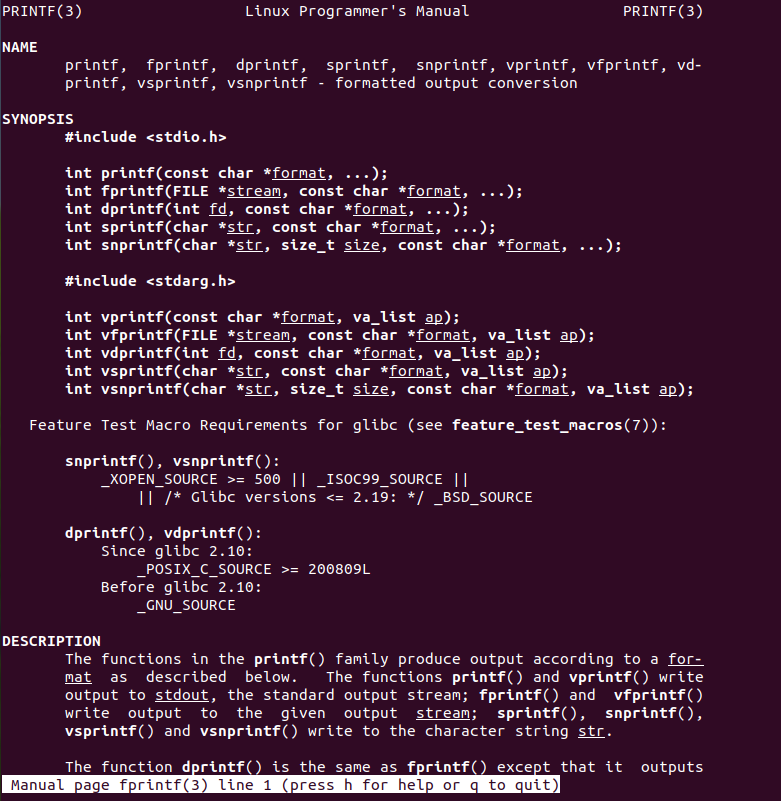 PRINTF(3)                  Linux Programmer's Manual                 PRINTF(3)
NAME
       printf,  fprintf,  dprintf,  sprintf,  snprintf, vprintf, vfprintf, vd-
       printf, vsprintf, vsnprintf - formatted output conversion
SYNOPSIS
       #include <stdio.h>
       int printf(const char *format, ...);
       int fprintf(FILE *stream, const char *format, ...);
       int dprintf(int fd, const char *format, ...);
       int sprintf(char *str, const char *format, ...);
       int snprintf(char *str, size_t size, const char *format, ...);
       #include <stdarg.h>
       int vprintf(const char *format, va_list ap);
       int vfprintf(FILE *stream, const char *format, va_list ap);
       int vdprintf(int fd, const char *format, va_list ap);
       int vsprintf(char *str, const char *format, va_list ap);
       int vsnprintf(char *str, size_t size, const char *format, va_list ap);
   Feature Test Macro Requirements for glibc (see feature_test_macros(7)):
       snprintf(), vsnprintf():
           _XOPEN_SOURCE >= 500 || _ISOC99_SOURCE ||
               || /* Glibc versions <= 2.19: */ _BSD_SOURCE
       dprintf(), vdprintf():
           Since glibc 2.10:
               _POSIX_C_SOURCE >= 200809L
           Before glibc 2.10:
               _GNU_SOURCE
DESCRIPTION
       The functions in the printf() family produce output according to a for-
       mat  as  described  below.   The functions printf() and vprintf() write
       output to stdout, the standard output stream; fprintf() and  vfprintf()
       write  output  to  the  given  output  stream;  sprintf(),  snprintf(),
       vsprintf() and vsnprintf() write to the character string str.
       The function dprintf() is the same as fprintf() except that it  outputs
 Manual page fprintf(3) line 1 (press h for help or q to quit)